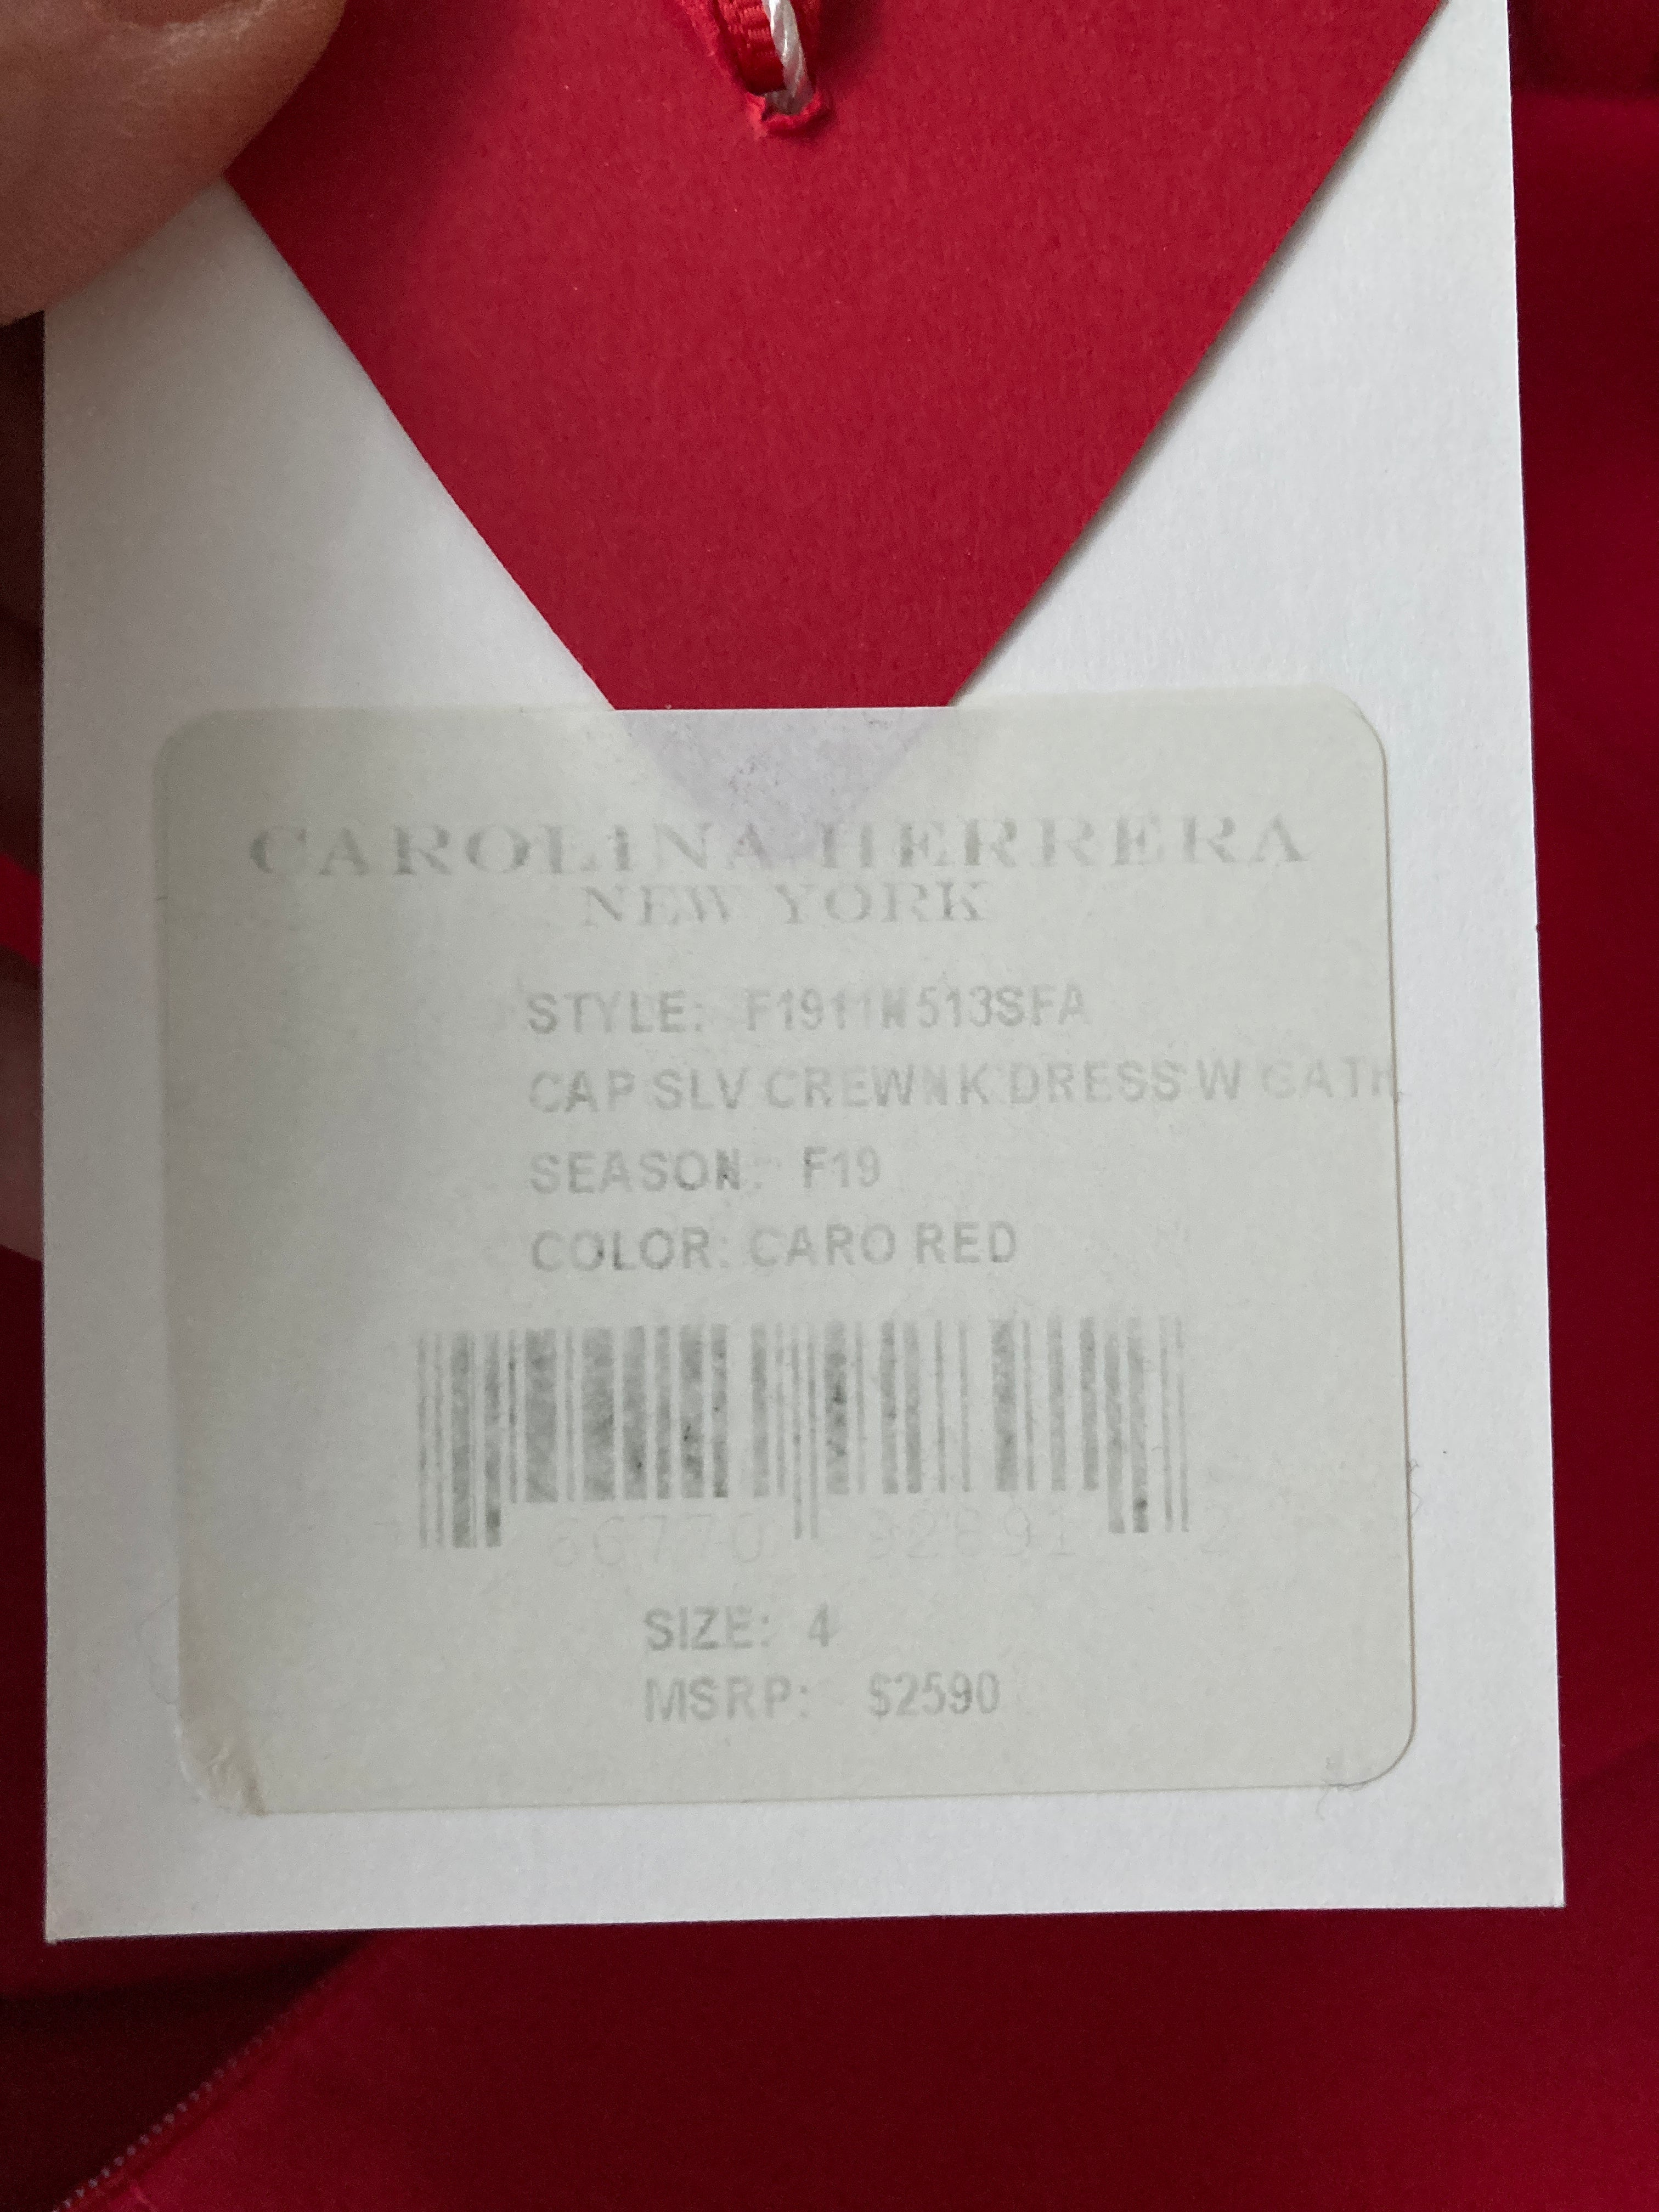 CAROLINA HERRERA
NEW YORK
STYLE: F1911N513SFA
CAP SLV CREWNK DRESS W GATH
SEASON: F19
COLOR: CARO RED
SIZE: 4
MSRP: $2590